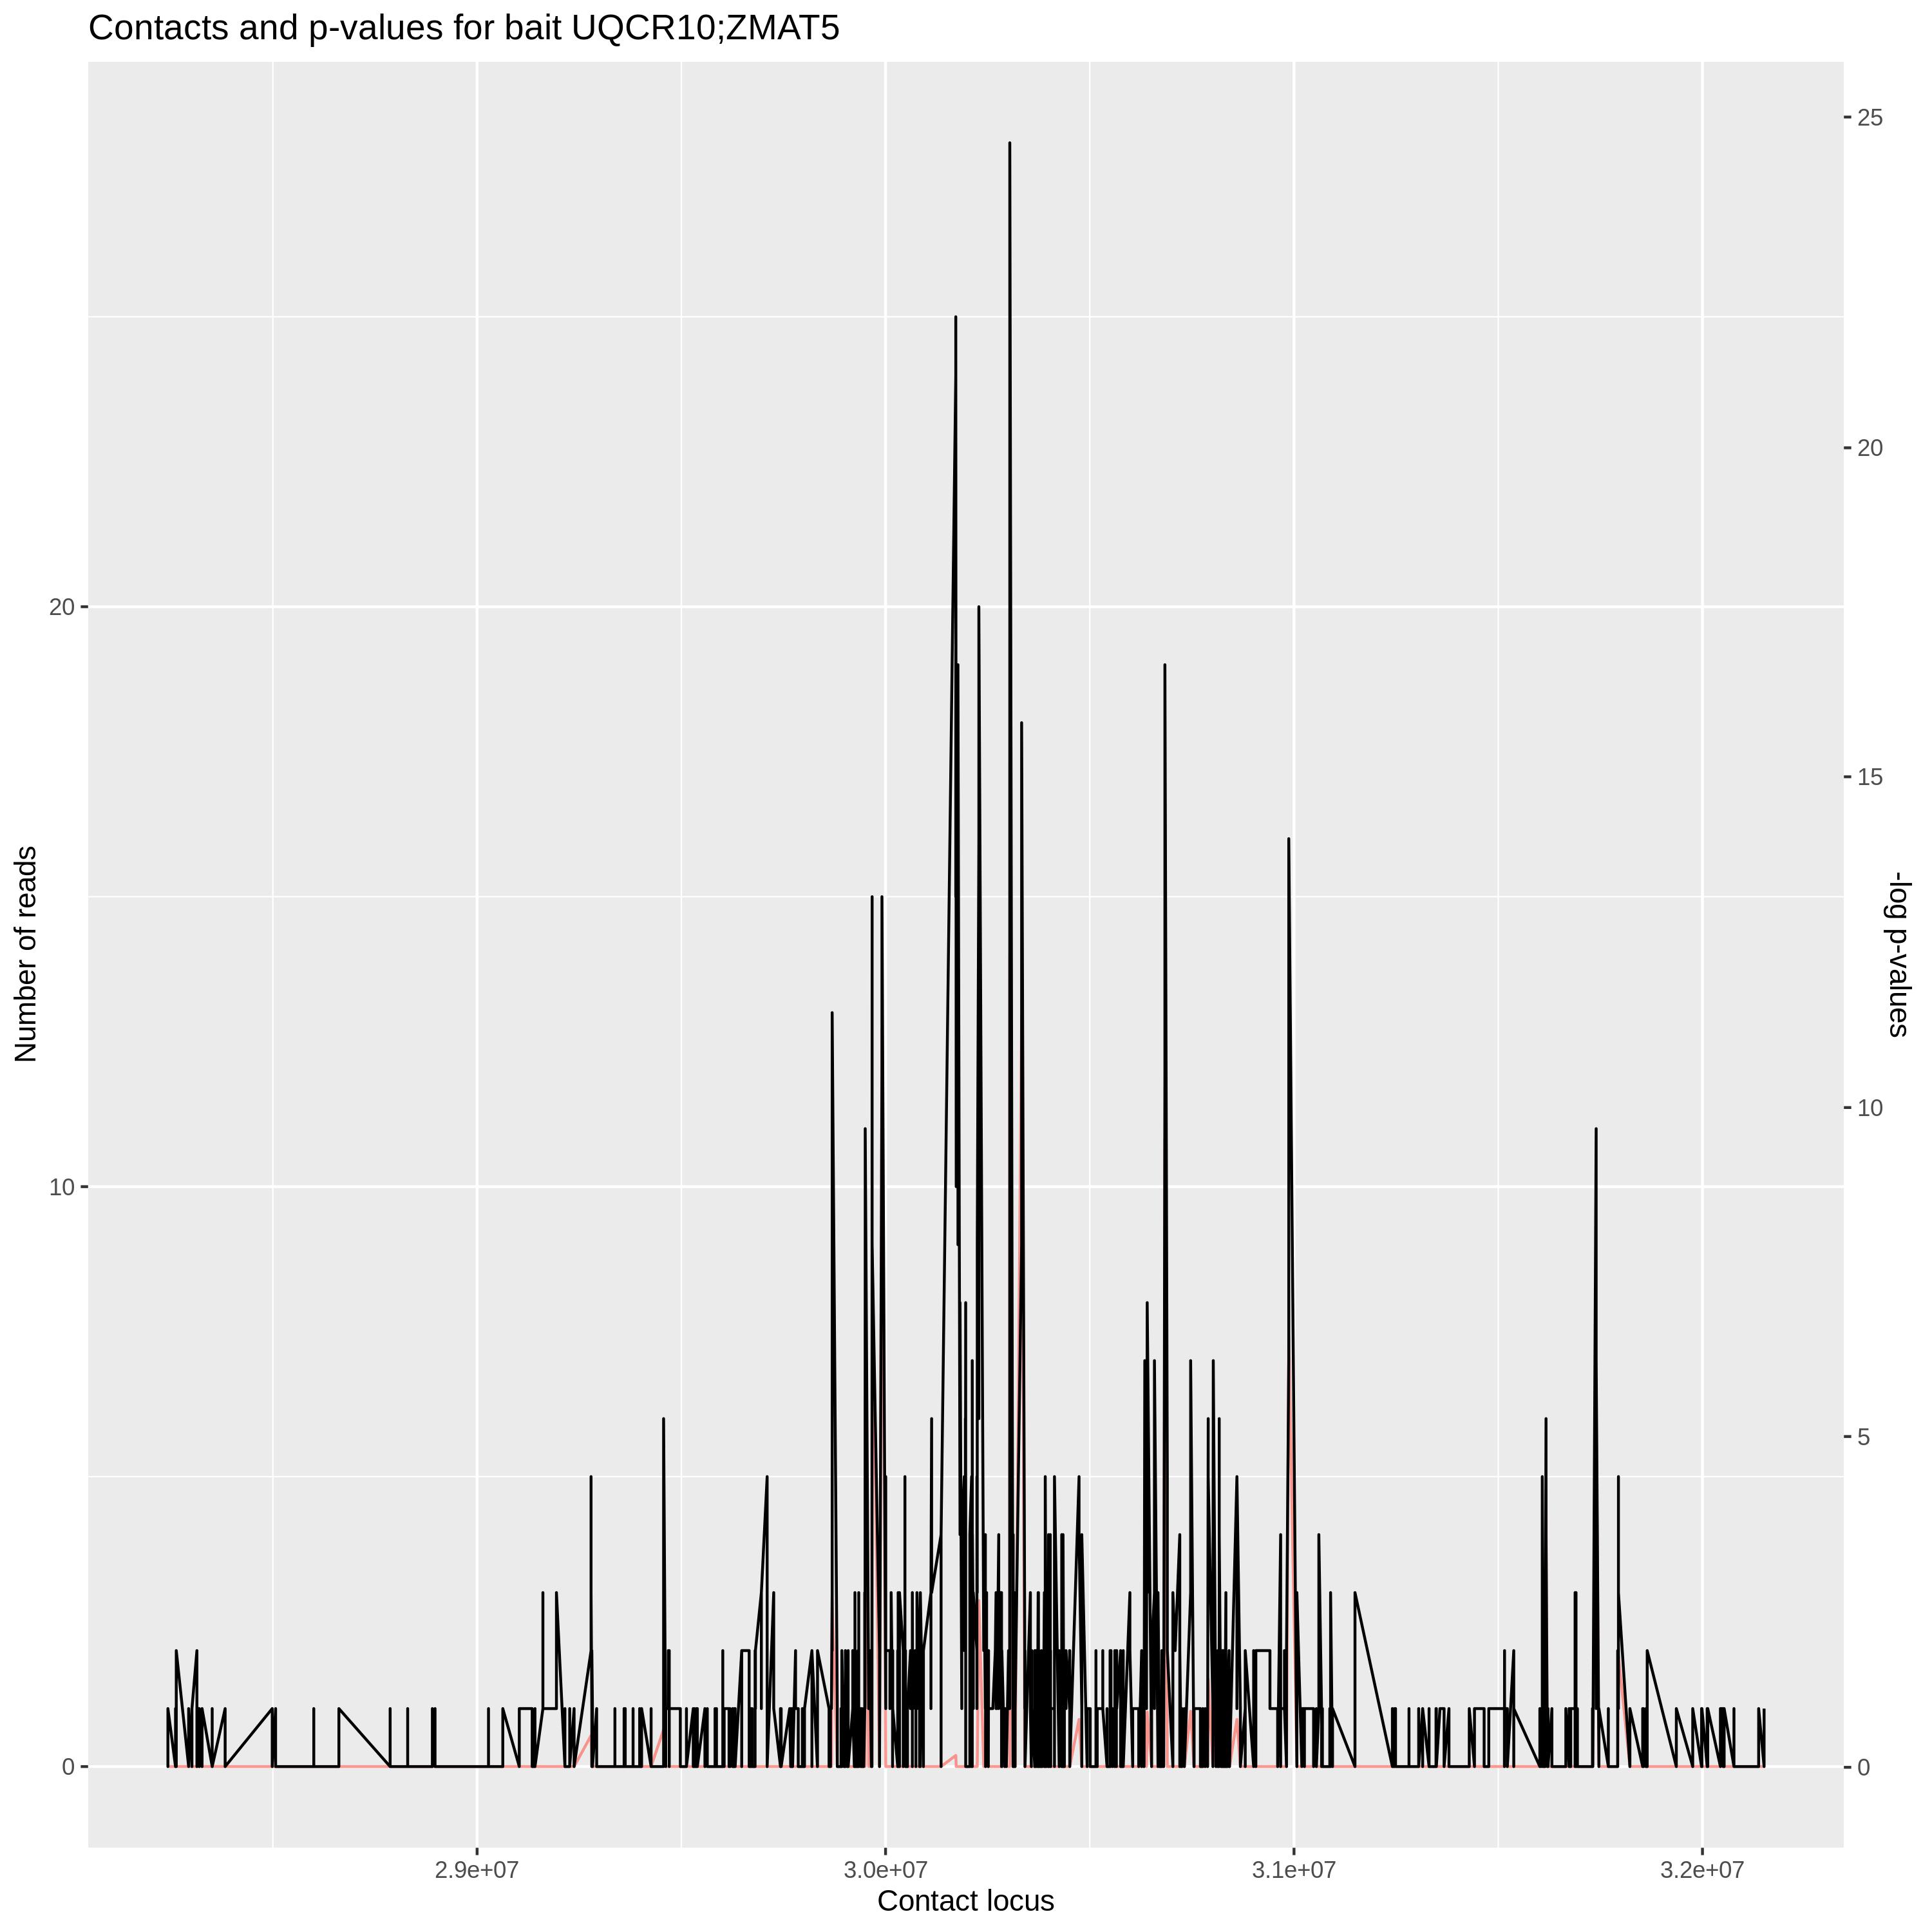 Contacts and p-values for bait UQCR10;ZMAT5
25
20
20
15
10
10
5
0
0
Number of reads
-log p-values
2.9e+07
3.0e+07
3.1e+07
3.2e+07
Contact locus